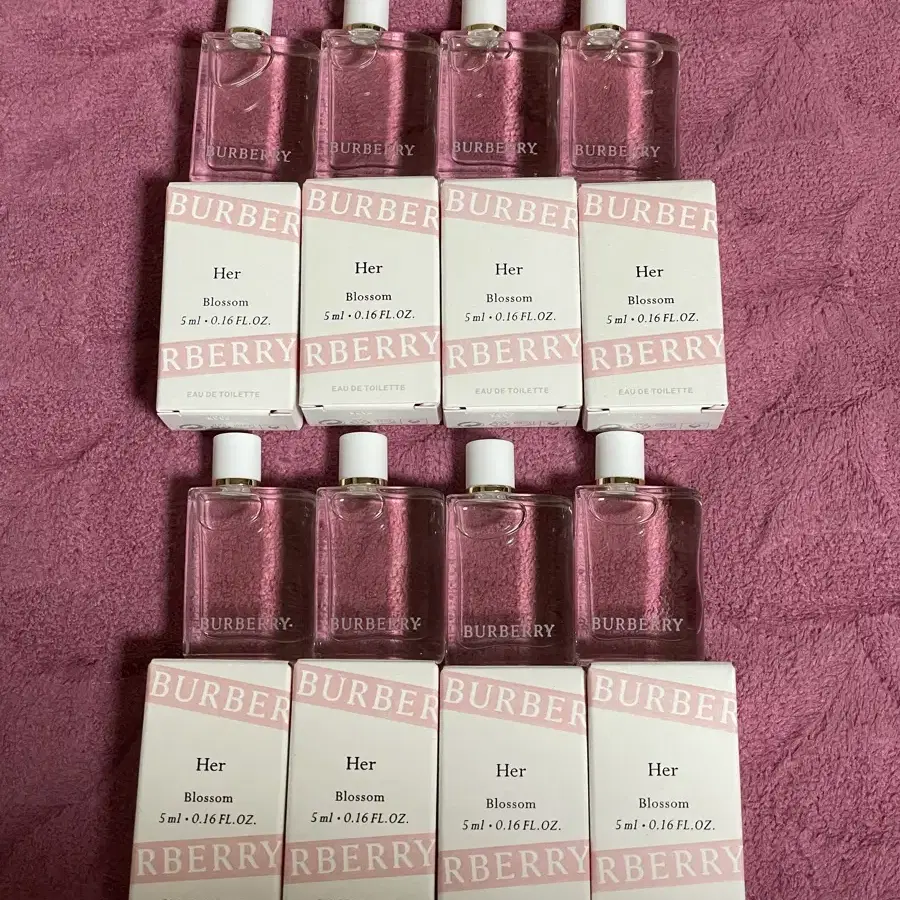 BURBERRY
BURBERRY
BURBERRY
BURBERRY
BURBER
Her
Blossom
5 ml • 0.16 FL.OZ.
RBERRY
EAU DE TOILETTE
BURBER
Her
Blossom
5 ml • 0.16 FL.OZ.
RBERRY
EAU DE TOILETTE
BURBER
Her
Blossom
5 ml • 0.16 FL.OZ.
RBERRY
EAU DE TOILETTE
BURBER
Her
Blossom
5 ml • 0.16 FL.OZ.
RBERRY
EAU DE TOILETTE
BURBERRY
BURBERRY
BURBERRY
BURBERRY
BURBER
Her
Blossom
5 ml • 0.16 FL.OZ.
RBERRY
BURBER
Her
Blossom
5 ml • 0.16 FL.OZ.
RBERRY
BURBER
Her
Blossom
5 ml • 0.16 FL.OZ.
RBERRY
BURBER
Her
Blossom
5 ml • 0.16 FL.OZ.
RBERRY